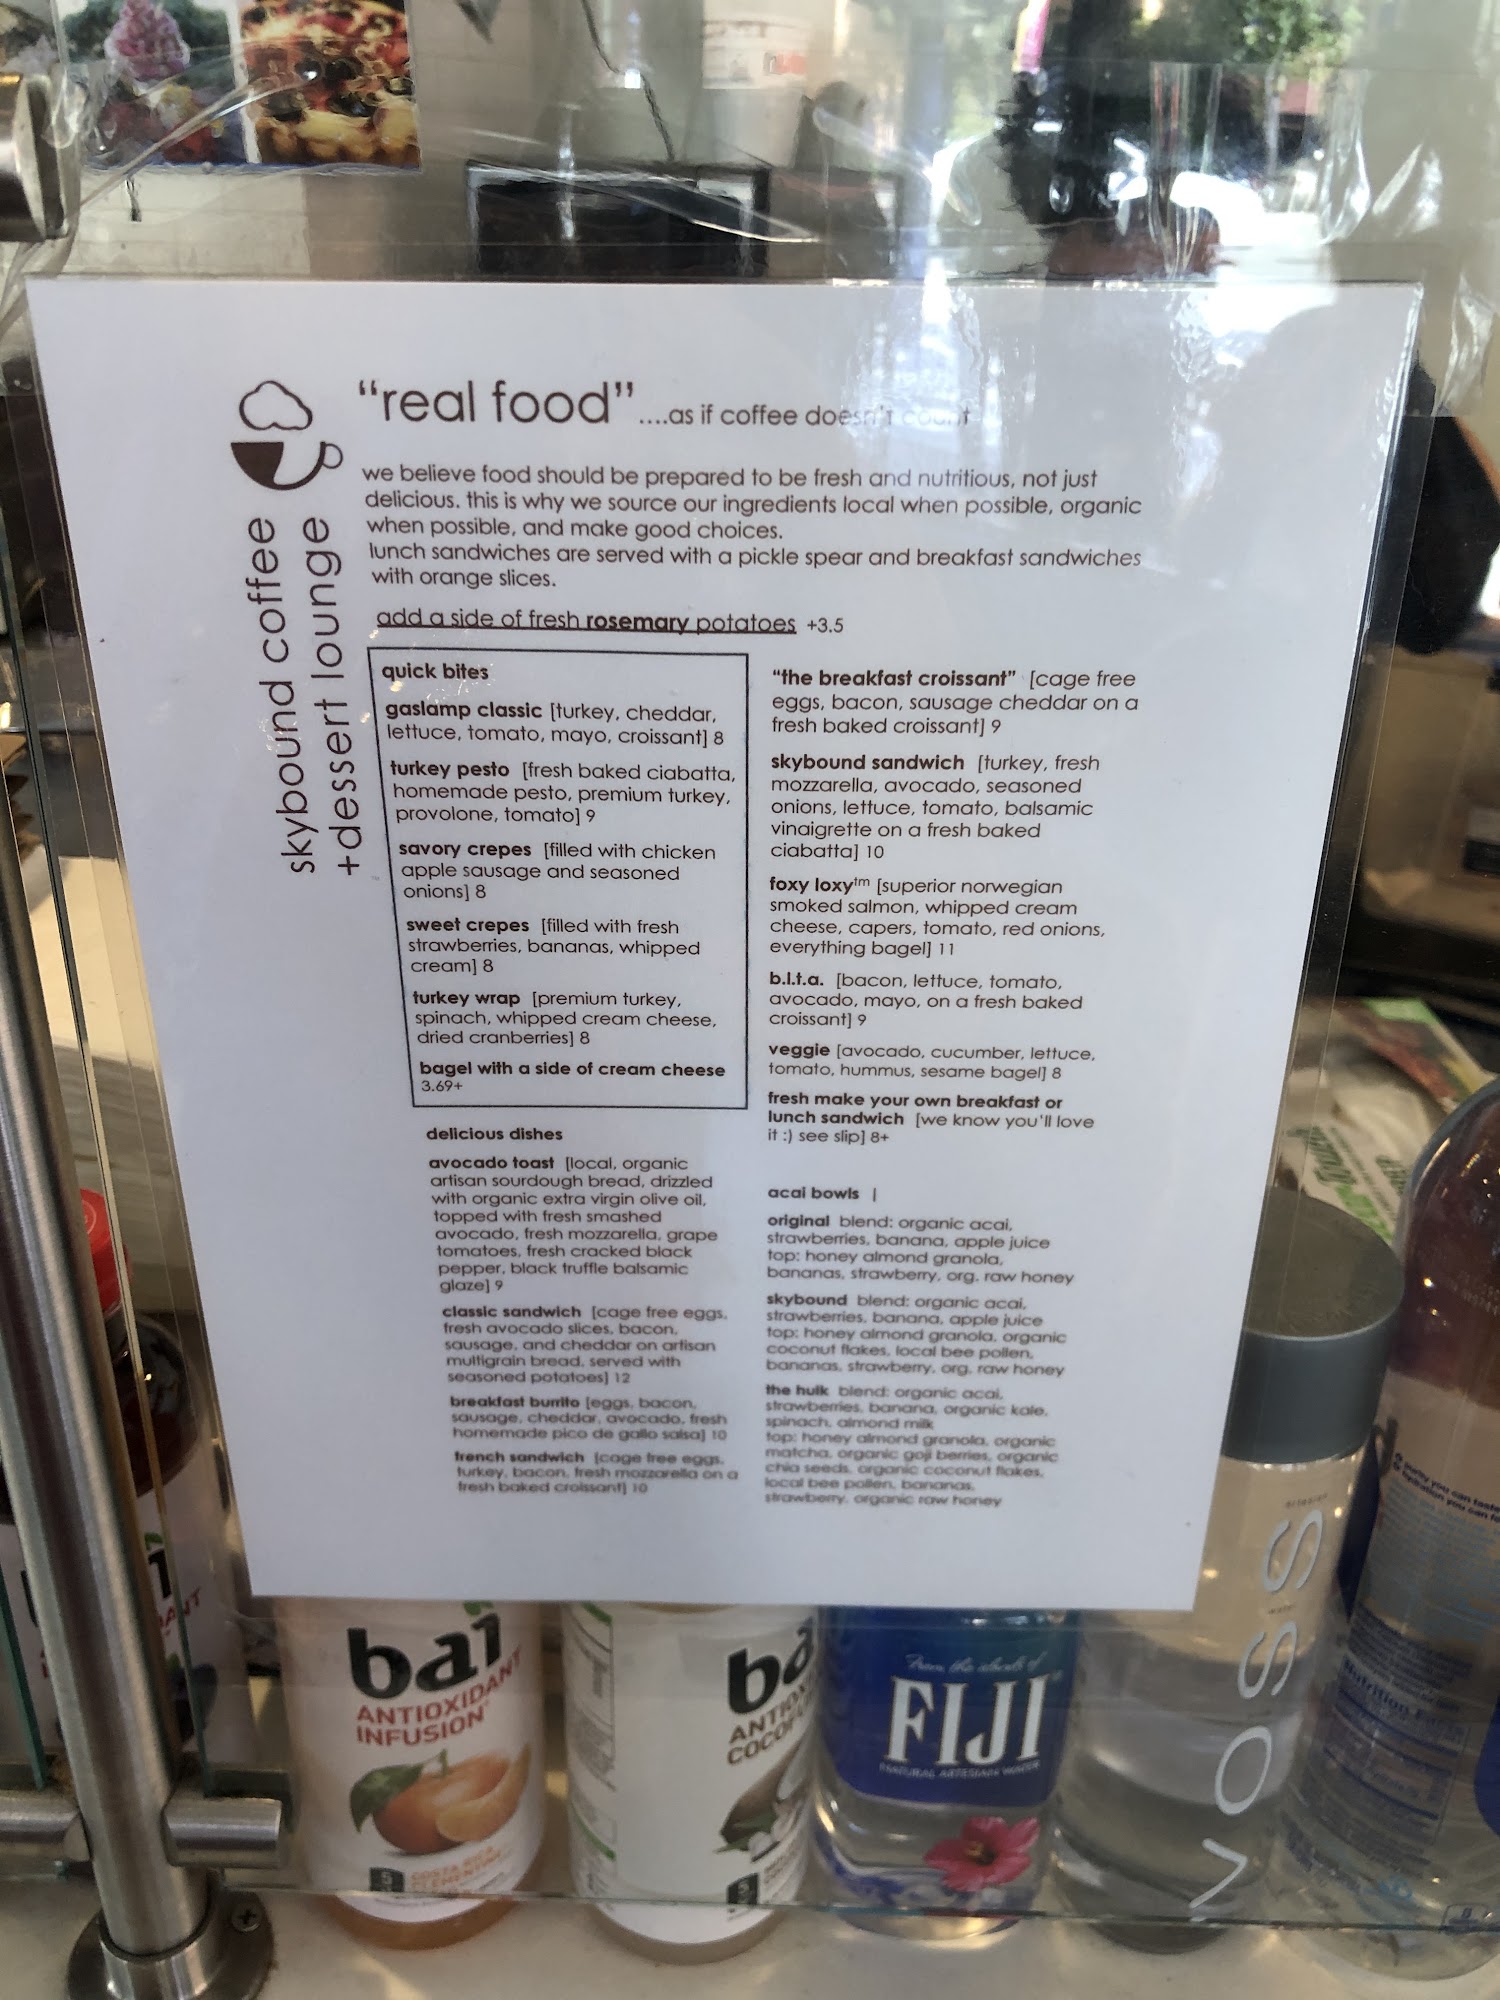 "real food"....as if coffee doesn't count
we believe food should be prepared to be fresh and nutritious, not just
delicious. this is why we source our ingredients local when possible, organic
when possible, and make good choices.
lunch sandwiches are served with a pickle spear and breakfast sandwiches
with orange slices.
add a side of fresh rosemary potatoes +3.5
skybound coffee
+dessert lounge
quick bites
gaslamp classic [turkey, cheddar,
lettuce, tomato, mayo, croissant] 8
turkey pesto [fresh baked ciabatta,
homemade pesto, premium turkey,
provolone, tomato] 9
savory crepes [filled with chicken
apple sausage and seasoned
onions] 8
sweet crepes [filled with fresh
strawberries, bananas, whipped
cream] 8
turkey wrap [premium turkey,
spinach, whipped cream cheese,
dried cranberries] 8
bagel with a side of cream cheese
3.69+
delicious dishes
avocado toast [local, organic
artisan sourdough bread, drizzled
with organic extra virgin olive oil,
topped with fresh smashed
avocado, fresh mozzarella, grape
tomatoes, fresh cracked black
pepper, black truffle balsamic
glaze] 9
classic sandwich [cage free eggs,
fresh avocado slices, bacon,
sausage, and cheddar on artisan
multigrain bread, served with
seasoned potatoes] 12
breakfast burrito [eggs, bacon,
sausage, cheddar, avocado, fresh
homemade pico de gallo salsa] 10
french sandwich [cage free eggs,
turkey, bacon, fresh mozzarella on a
fresh baked croissant] 10
"the breakfast croissant" [cage free
eggs, bacon, sausage cheddar on a
fresh baked croissant] 9
skybound sandwich [turkey, fresh
mozzarella, avocado, seasoned
onions, lettuce, tomato, balsamic
vinaigrette on a fresh baked
ciabatta] 10
foxy loxy™ [superior norwegian
smoked salmon, whipped cream
cheese, capers, tomato, red onions,
everything bagel] 11
b.l.t.a. [bacon, lettuce, tomato,
avocado, mayo, on a fresh baked
croissant] 9
veggie [avocado, cucumber, lettuce,
tomato, hummus, sesame bagel] 8
fresh make your own breakfast or
lunch sandwich [we know you'll love
it :) see slip] 8+
acai bowls |
original blend: organic acai,
strawberries, banana, apple juice
top: honey almond granola,
bananas, strawberry, org. raw honey
skybound blend: organic acai,
strawberries, banana, apple juice
top: honey almond granola, organic
coconut flakes, local bee pollen,
bananas, strawberry, org. raw honey
the hulk blend: organic acai,
strawberries, banana, organic kale,
spinach, almond milk
top: honey almond granola, organic
matcha, organic goji berries, organic
chia seeds, organic coconut flakes,
local bee pollen, bananas,
strawberry, organic raw honey
bai
ANTIOXIDANT
INFUSION
COSTA RICA
CLEMENTINE
5
ba
5
From the islands of
FIJI
NATURAL ARTESIAN WATER
artesian
water
VOSS
Nutrition Facts